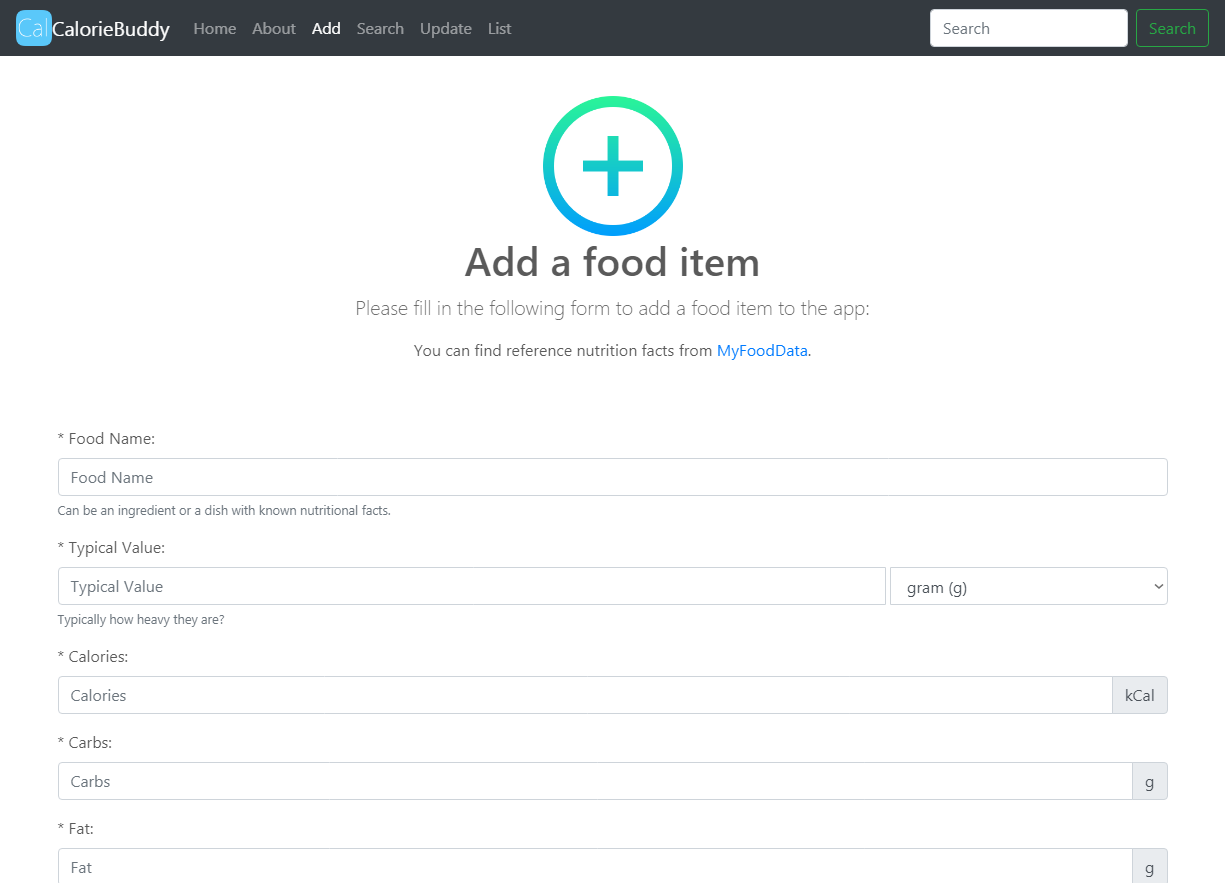 Cal CalorieBuddy Home About Add Search Update List Search Search
Add a food item
Please fill in the following form to add a food item to the app:
You can find reference nutrition facts from MyFoodData.
* Food Name:
Food Name
Can be an ingredient or a dish with known nutritional facts.
* Typical Value:
Typical Value gram (g)
Typically how heavy they are?
* Calories:
Calories kCal
* Carbs:
Carbs g
* Fat:
Fat g